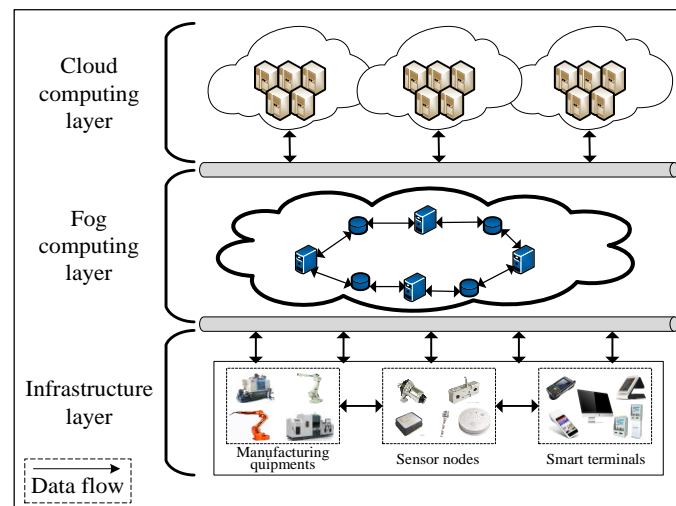 Cloud
computing
layer
Fog
computing
layer
Infrastructure
layer
Manufacturing
quipments
Sensor nodes
Smart terminals
Data flow